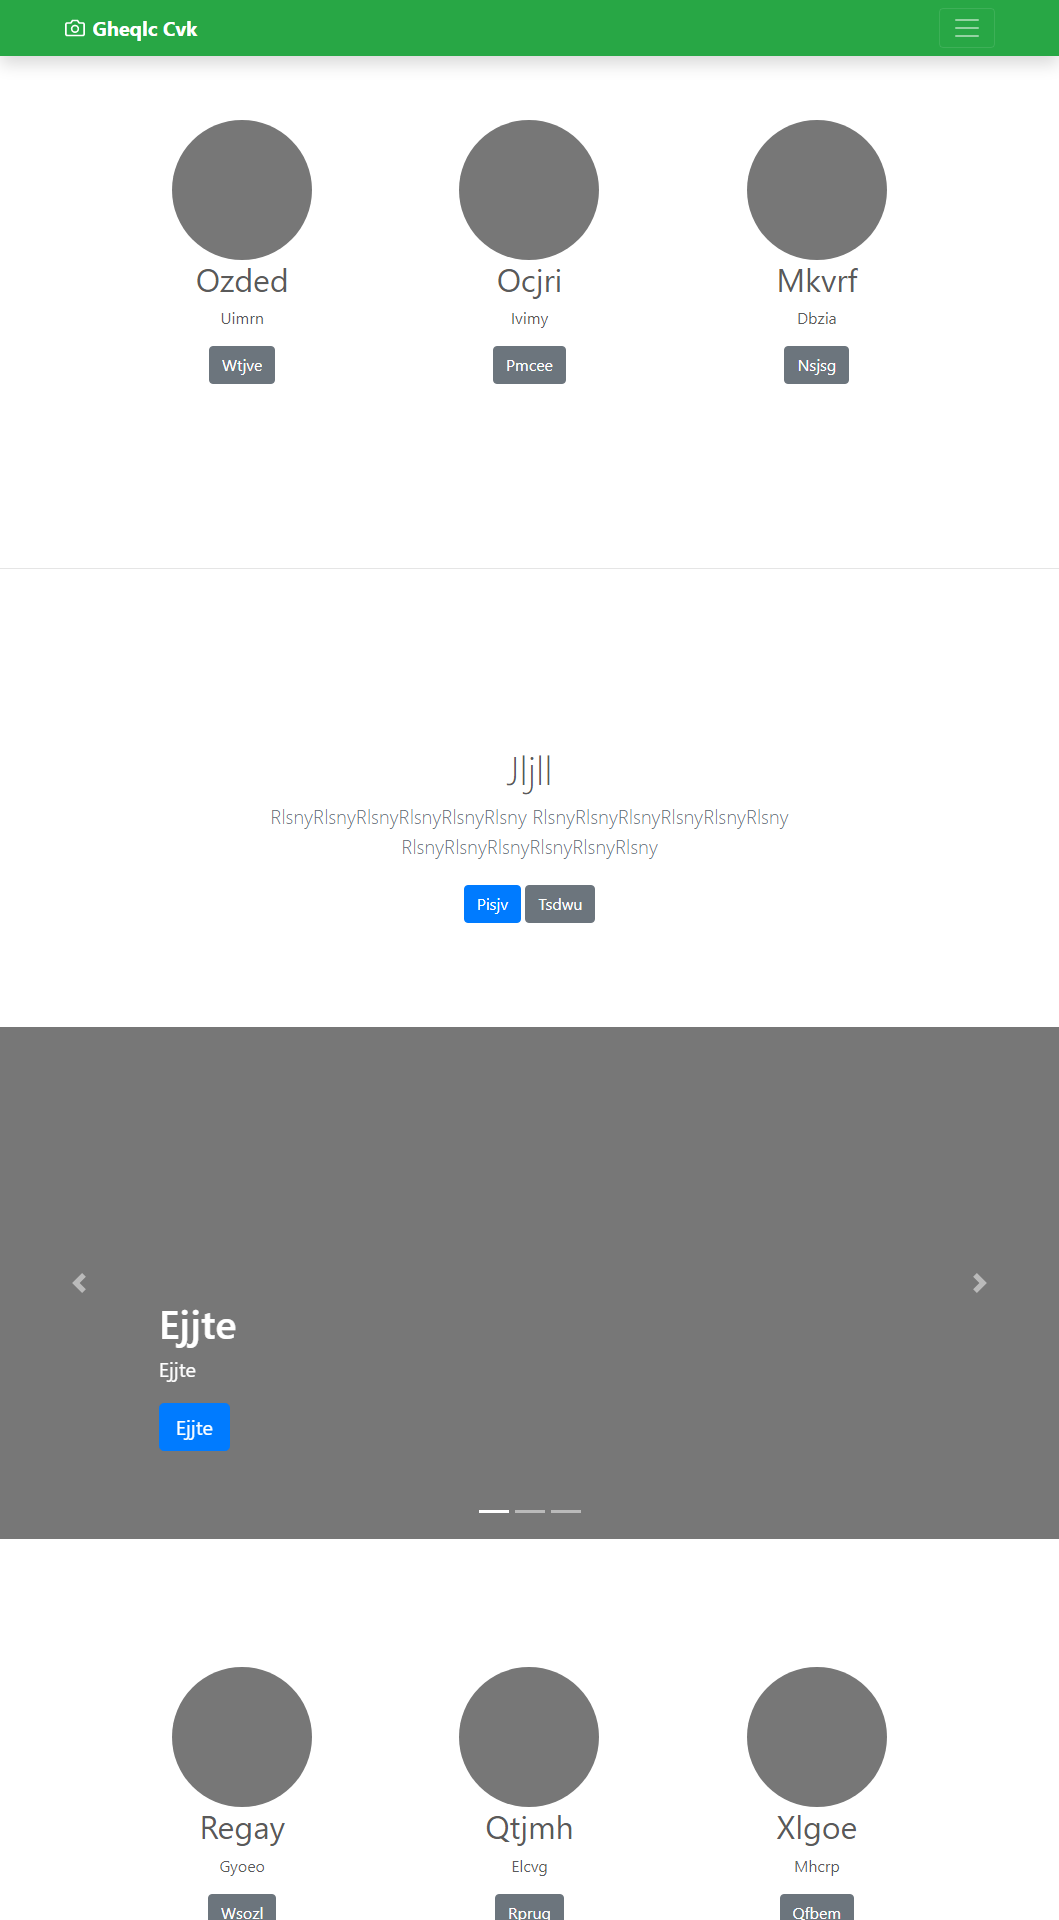 Gheqlc Cvk
Ozded Ocjri Mkvrf
Uimrn Ivimy Dbzia
Wtjve Pmcee Nsjsg
Jljll
RlsnyRlsnyRlsnyRlsnyRlsnyRlsny RlsnyRlsnyRlsnyRlsnyRlsnyRlsny
RlsnyRlsnyRlsnyRlsnyRlsnyRlsny
Pisjv Tsdwu
Ejjte
Ejjte
Ejjte
Regay Qtjmh Xlgoe
Gyoeo Elcvg Mhcrp
Wsozl Rpruq Qfbem